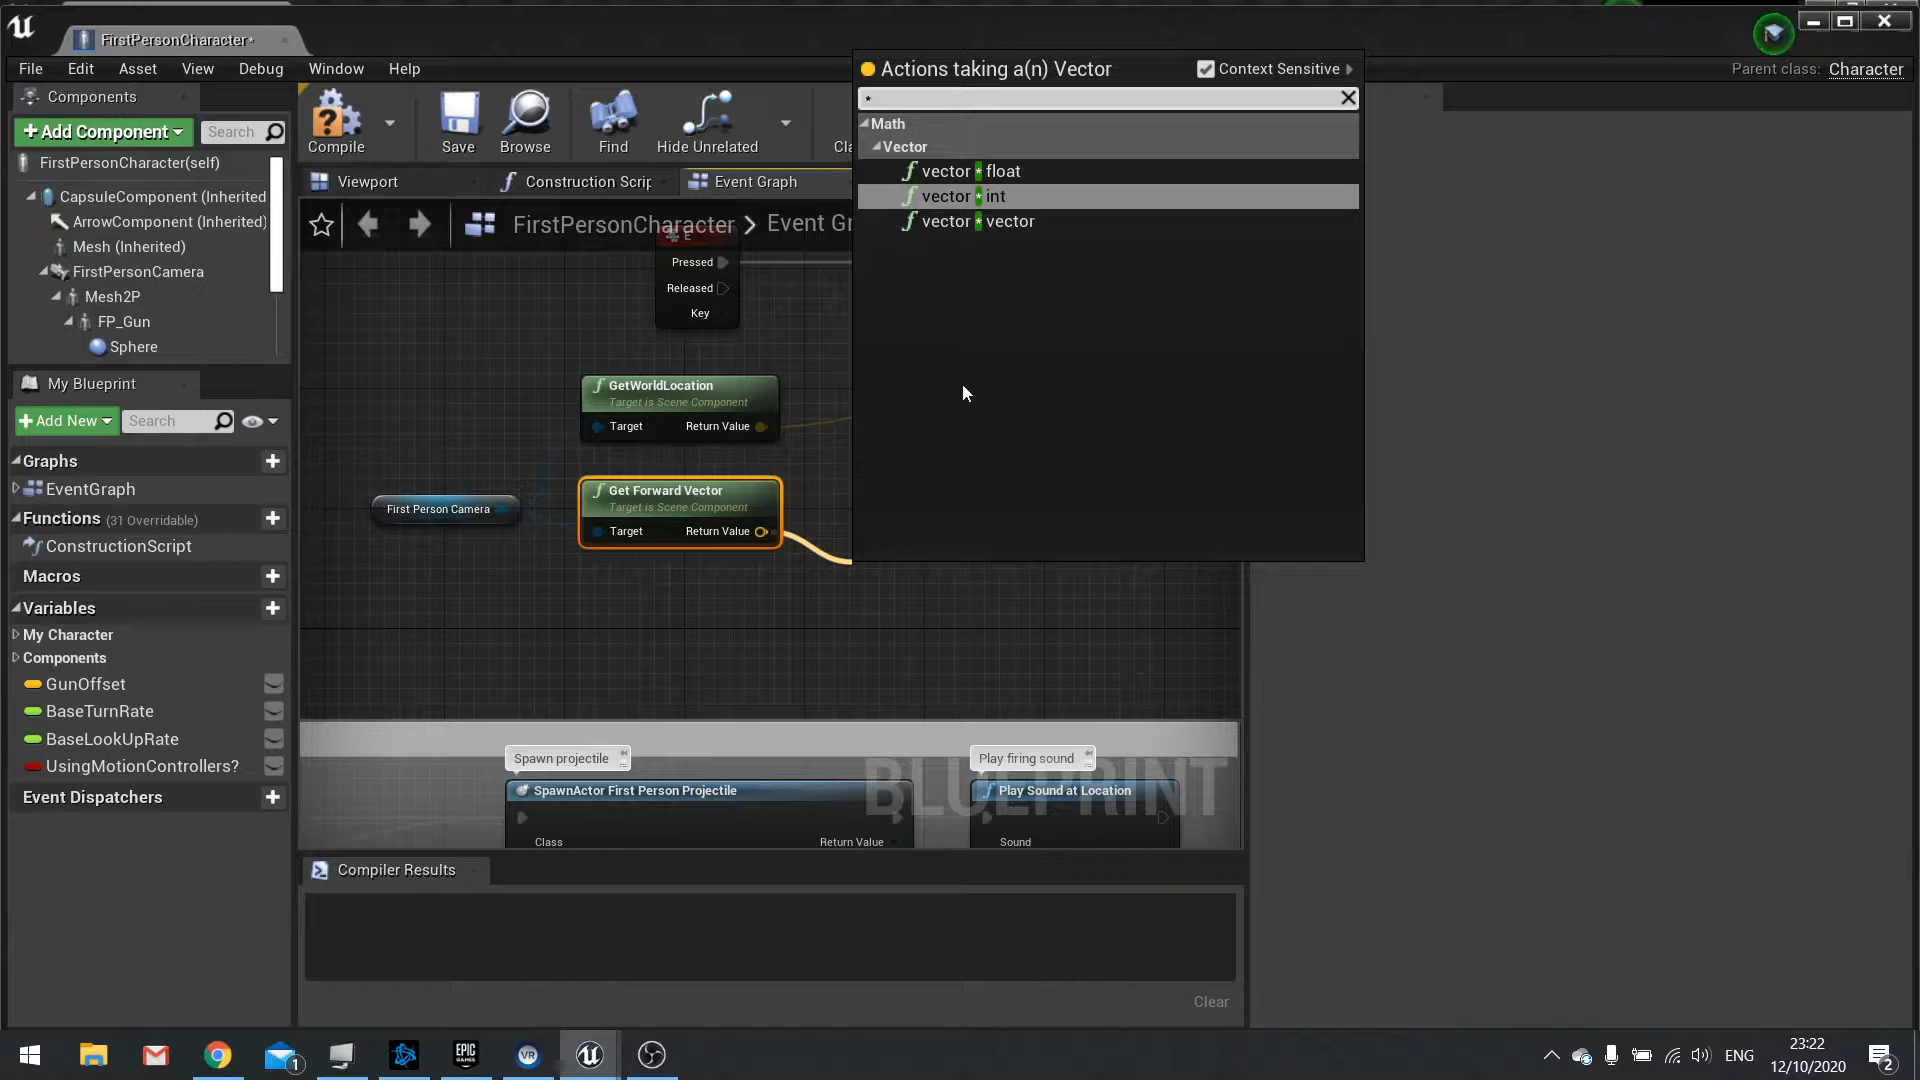 FirstPersonCharacter*
File Edit Asset View Debug Window Help
Parent class: Character
Components
+Add Component
Search
FirstPersonCharacter(self)
CapsuleComponent (Inherited
ArrowComponent (Inherited)
Mesh (Inherited)
FirstPersonCamera
Mesh2P
FP_Gun
Sphere
My Blueprint
+Add New
Search
Graphs
EventGraph
Functions (31 Overridable)
ConstructionScript
Macros
Variables
My Character
Components
GunOffset
BaseTurnRate
BaseLookUpRate
UsingMotionControllers?
Event Dispatchers
Compile
Save
Browse
Find
Hide Unrelated
Cla
Viewport
Construction Scrip
Event Graph
FirstPersonCharacter > Event Gr
E
Pressed
Released
Key
GetWorldLocation
Target is Scene Component
Target Return Value
First Person Camera
Get Forward Vector
Target is Scene Component
Target Return Value
Actions taking a(n) Vector
Context Sensitive
*
Math
Vector
f vector * float
f vector * int
f vector * vector
Spawn projectile
SpawnActor First Person Projectile
Class
Return Value
Play firing sound
Play Sound at Location
Sound
BLUEPRINT
Compiler Results
Clear
1
EPIC
GAMES
VR
ENG
23:22
12/10/2020
2